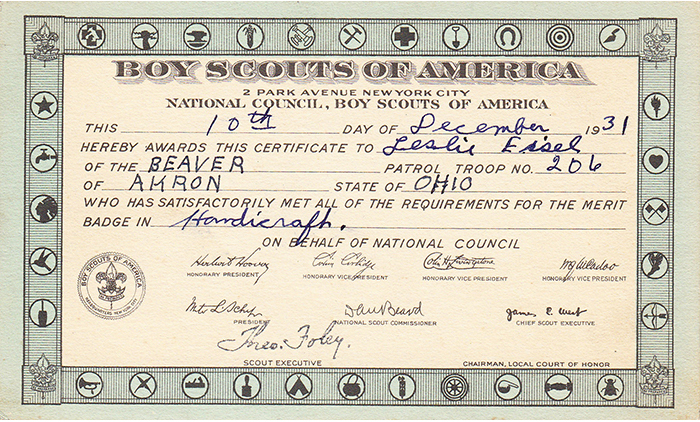 BOY SCOUTS OF AMERICA
2 PARK AVENUE NEW YORK CITY
NATIONAL COUNCIL, BOY SCOUTS OF AMERICA
THIS 10th DAY OF December 1931
HEREBY AWARDS THIS CERTIFICATE TO Leslie Essel
OF THE BEAVER PATROL TROOP NO. 206
OF AKRON STATE OF OHIO
WHO HAS SATISFACTORILY MET ALL OF THE REQUIREMENTS FOR THE MERIT
BADGE IN Handicraft.
ON BEHALF OF NATIONAL COUNCIL
Herbert Hoover Calvin Coolidge W G McAdoo
HONORARY PRESIDENT HONORARY VICE PRESIDENT HONORARY VICE PRESIDENT
BOY SCOUTS OF AMERICA
HEADQUARTERS NEW YORK CITY
Dan Beard James E. West
PRESIDENT NATIONAL SCOUT COMMISSIONER CHIEF SCOUT EXECUTIVE
Theo. Foley.
SCOUT EXECUTIVE CHAIRMAN, LOCAL COURT OF HONOR